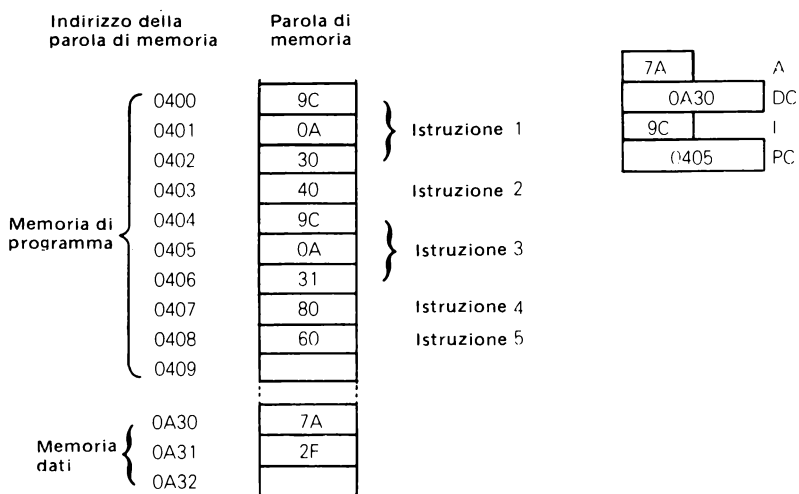 Indirizzo della Parola di
parola di memoria memoria
7A A
0400 9C 0A30 DC
0401 0A Istruzione 1 9C I
0402 30 0405 PC
0403 40 Istruzione 2
0404 9C
Memoria di
programma
0405 0A Istruzione 3
0406 31
0407 80 Istruzione 4
0408 60 Istruzione 5
0409
0A30 7A
Memoria
dati
0A31 2F
0A32